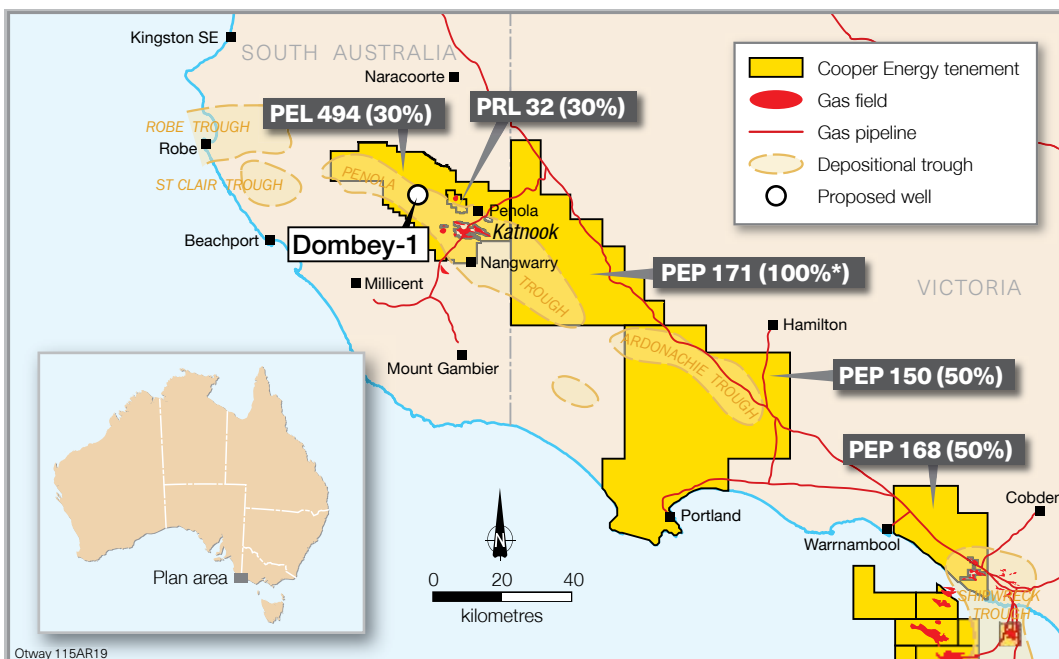 Kingston SE
SOUTH AUSTRALIA
Naracoorte
PEL 494 (30%)
PRL 32 (30%)
ROBE TROUGH
Robe
ST CLAIR TROUGH
PENOLA
Penola
Katnook
Beachport
Dombey-1
Nangwarry
Millicent
TROUGH
Mount Gambier
PEP 171 (100%*)
VICTORIA
Hamilton
ARDONACHIE TROUGH
PEP 150 (50%)
PEP 168 (50%)
Cobden
Portland
Warrnambool
SHIPWRECK
TROUGH
Cooper Energy tenement
Gas field
Gas pipeline
Depositional trough
Proposed well
Plan area
N
0 20 40
kilometres
Otway 115AR19